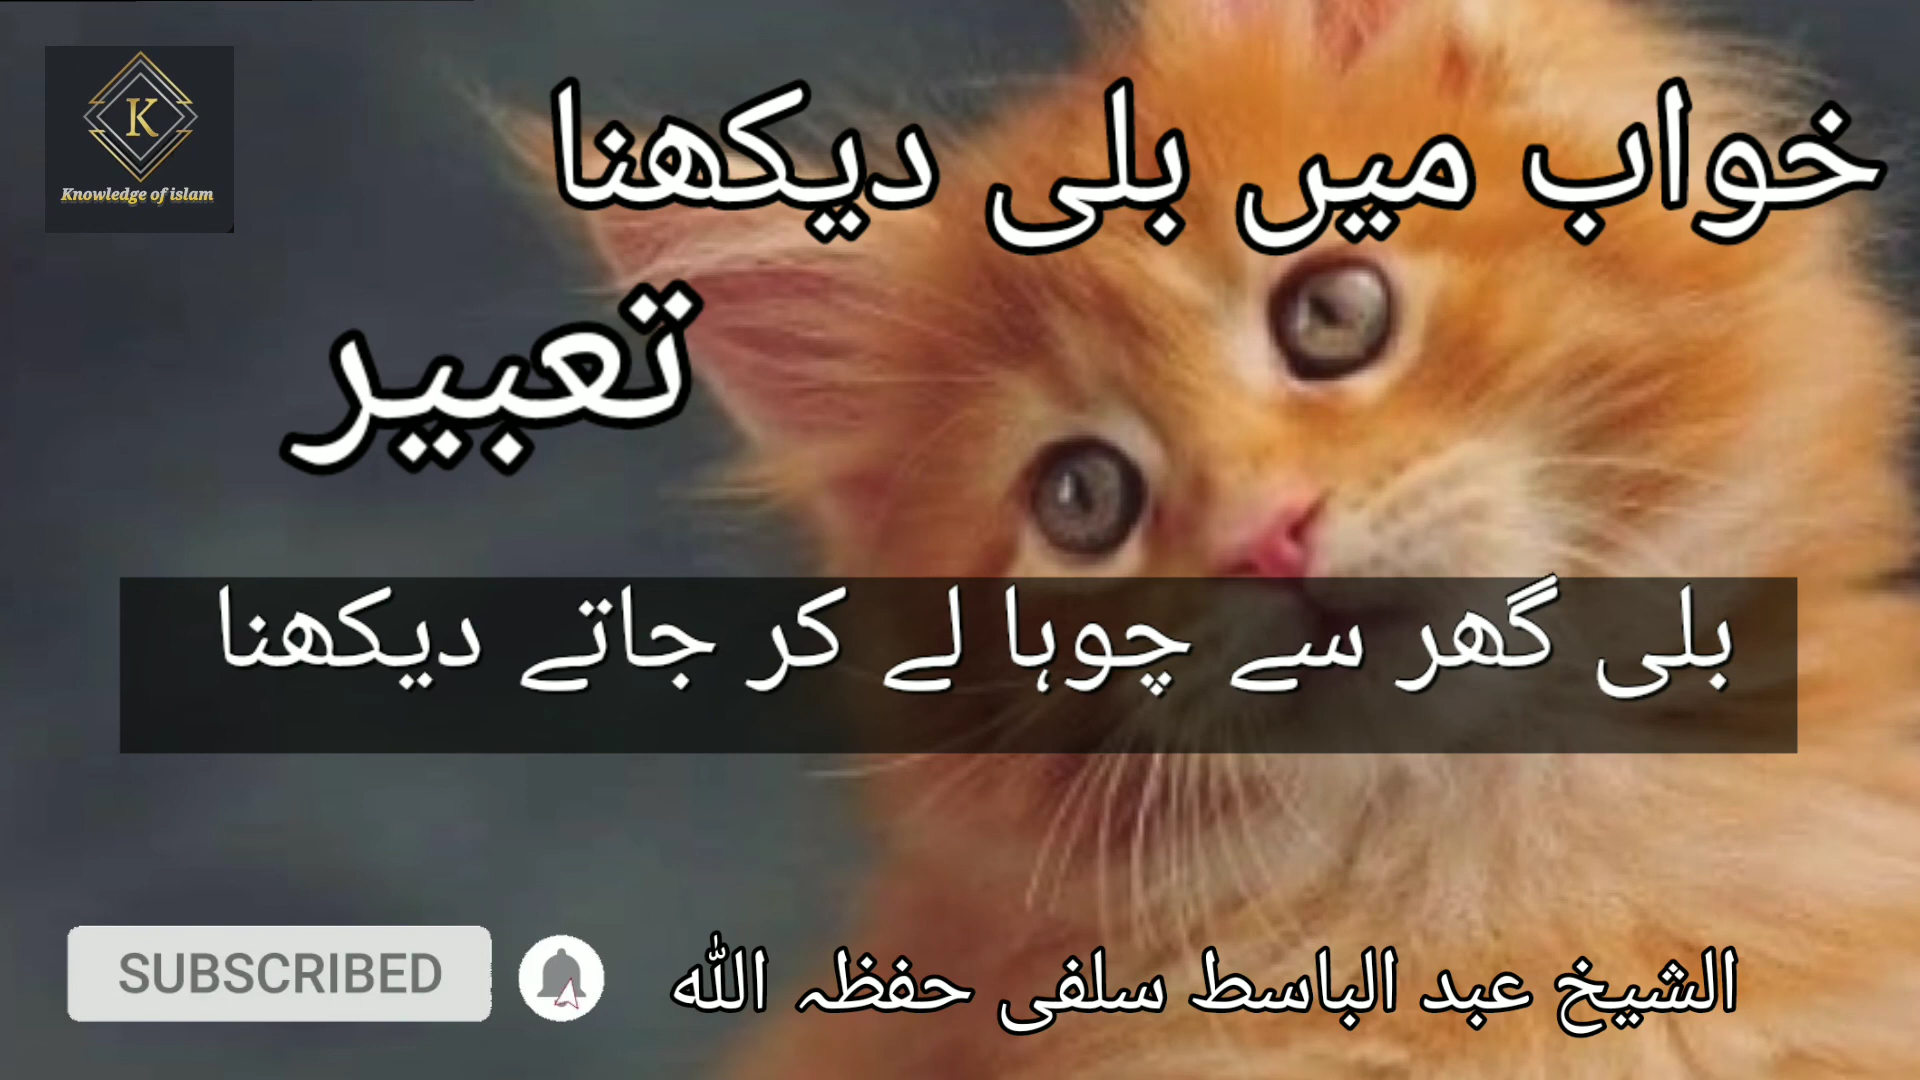 K
Knowledge of islam
خواب میں بلی دیکھنا
تعبیر
بلی گھر سے چوہا لے کر جاتے دیکھنا
SUBSCRIBED
الشیخ عبد الباسط سلفی حفظہ اللہ